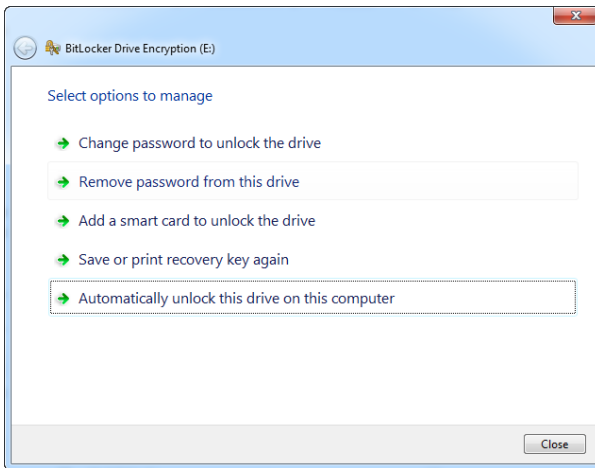 BitLocker Drive Encryption (E:)
Select options to manage
Change password to unlock the drive
Remove password from this drive
Add a smart card to unlock the drive
Save or print recovery key again
Automatically unlock this drive on this computer
Close